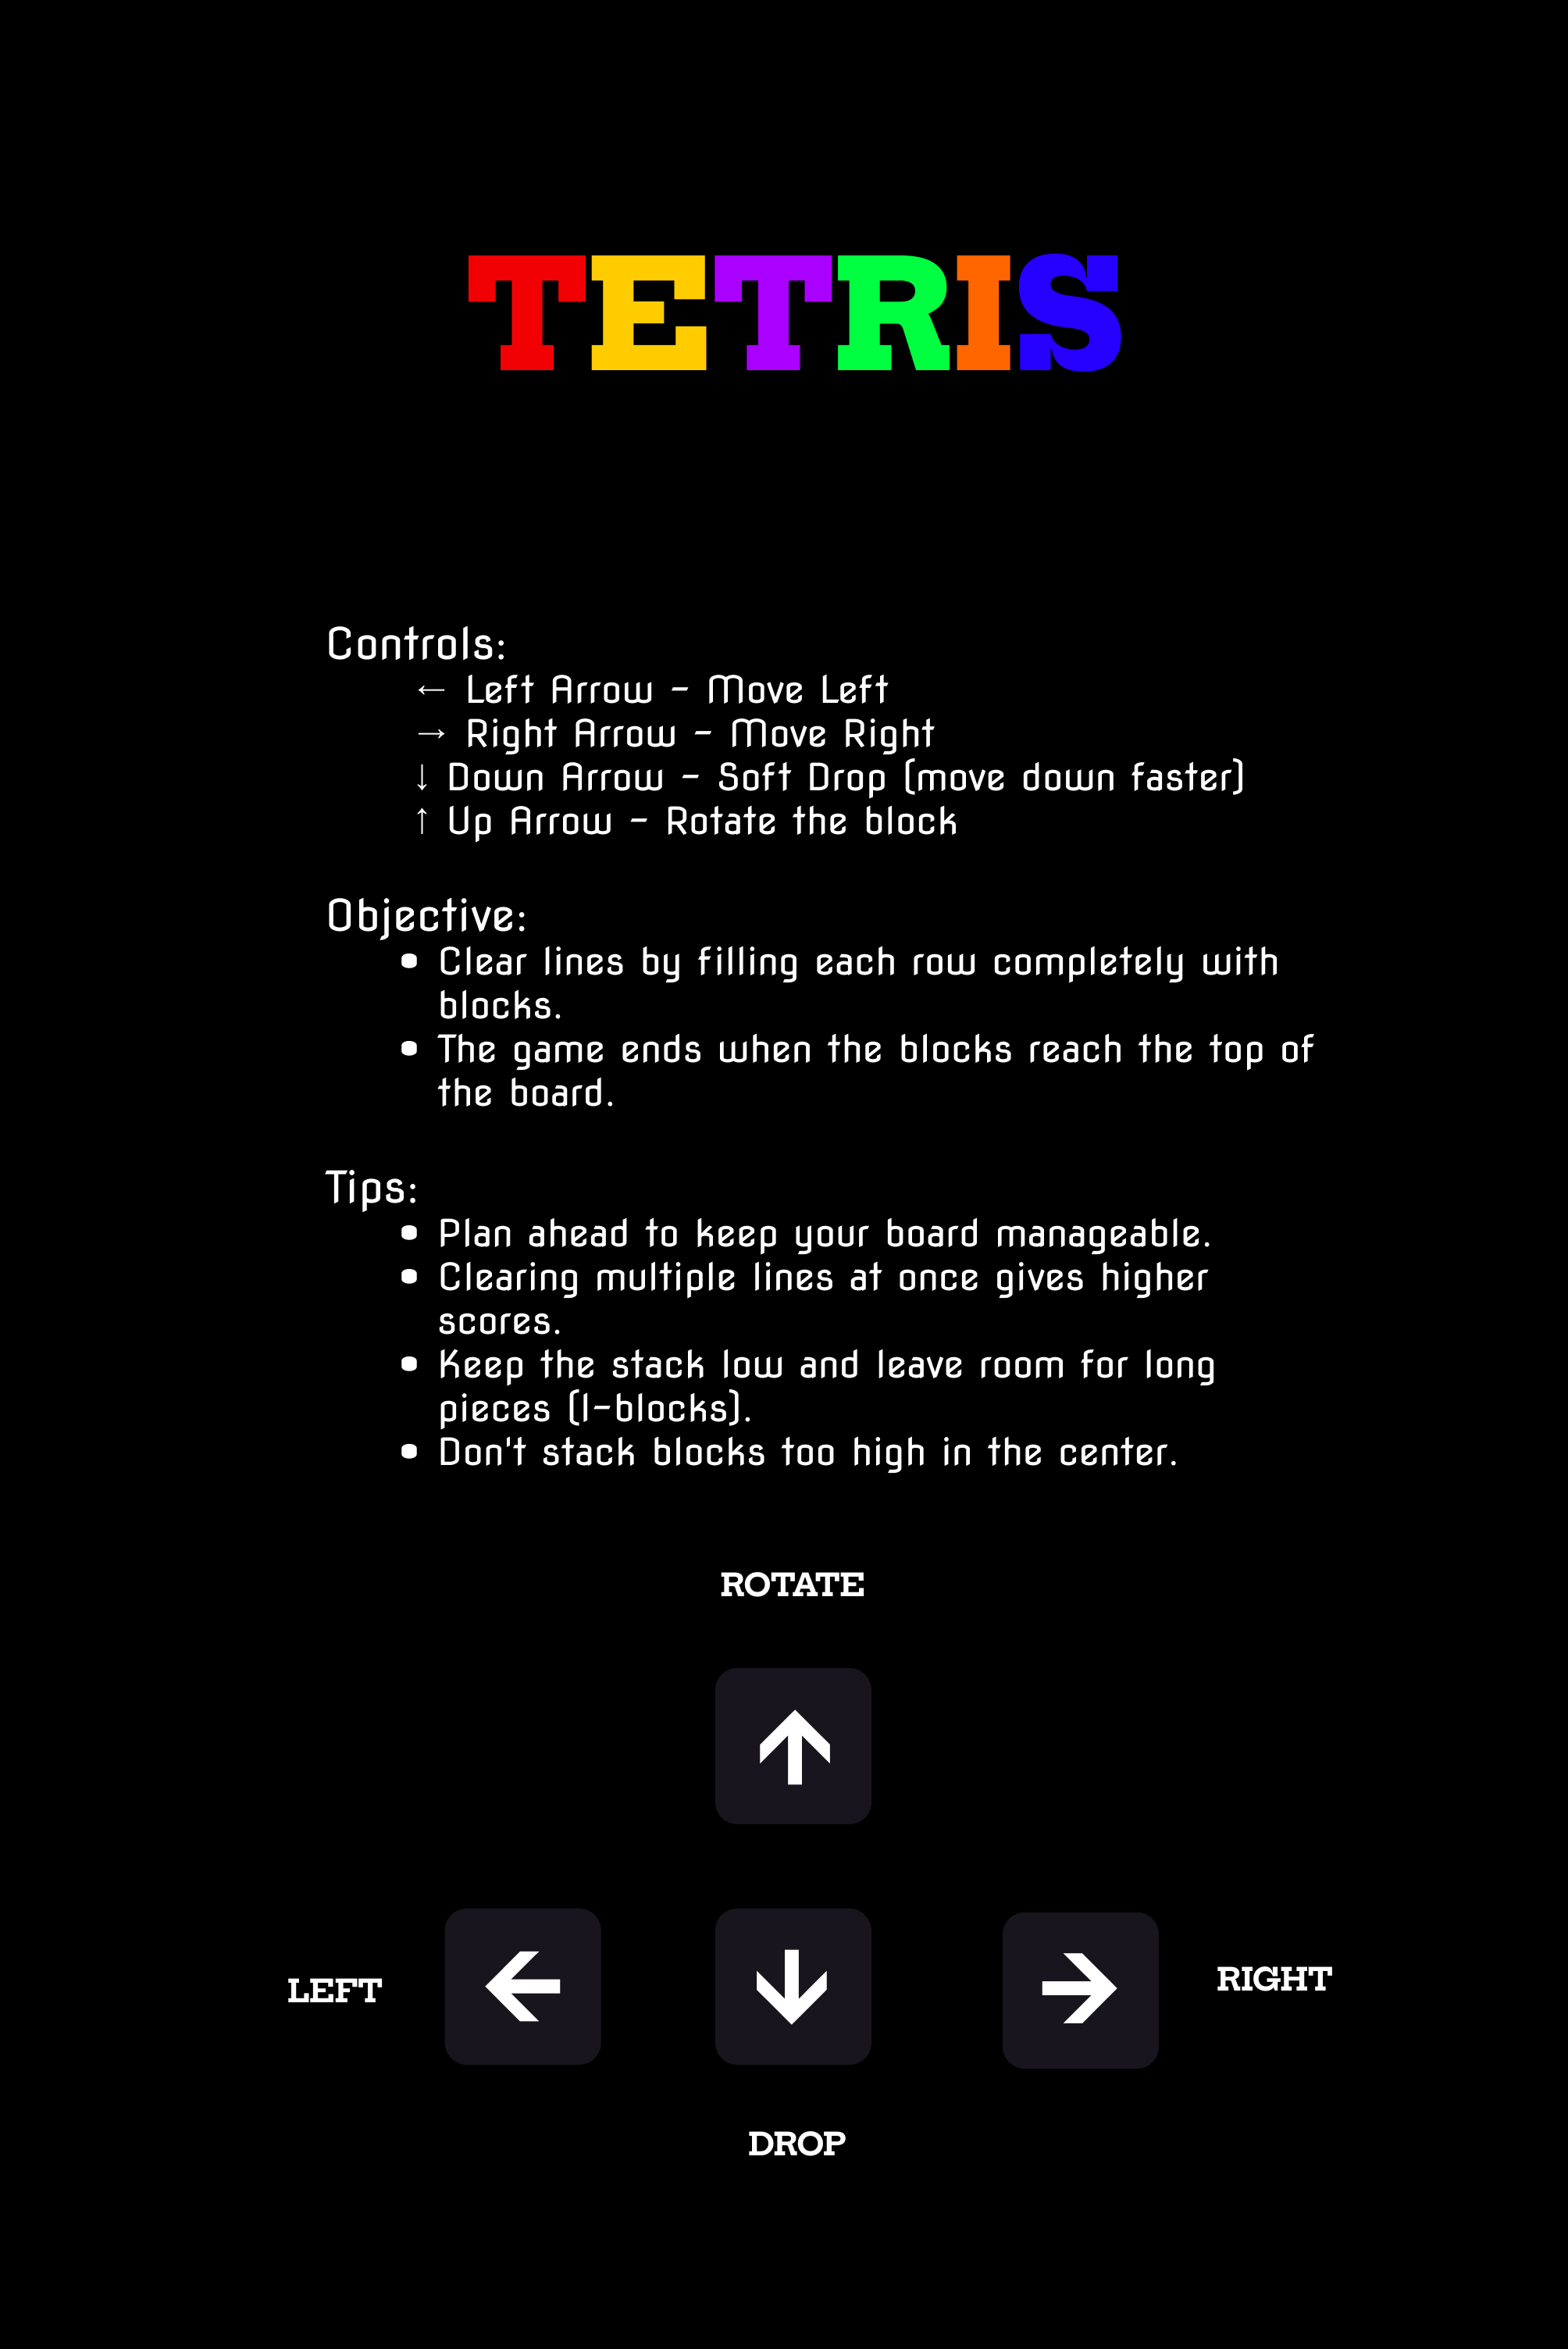 TETRIS
Controls:
← Left Arrow - Move Left
→ Right Arrow - Move Right
↓ Down Arrow - Soft Drop (move down faster)
↑ Up Arrow - Rotate the block
Objective:
• Clear lines by filling each row completely with
blocks.
• The game ends when the blocks reach the top of
the board.
Tips:
• Plan ahead to keep your board manageable.
• Clearing multiple lines at once gives higher
scores.
• Keep the stack low and leave room for long
pieces (I-blocks).
• Don't stack blocks too high in the center.
ROTATE
LEFT
RIGHT
DROP